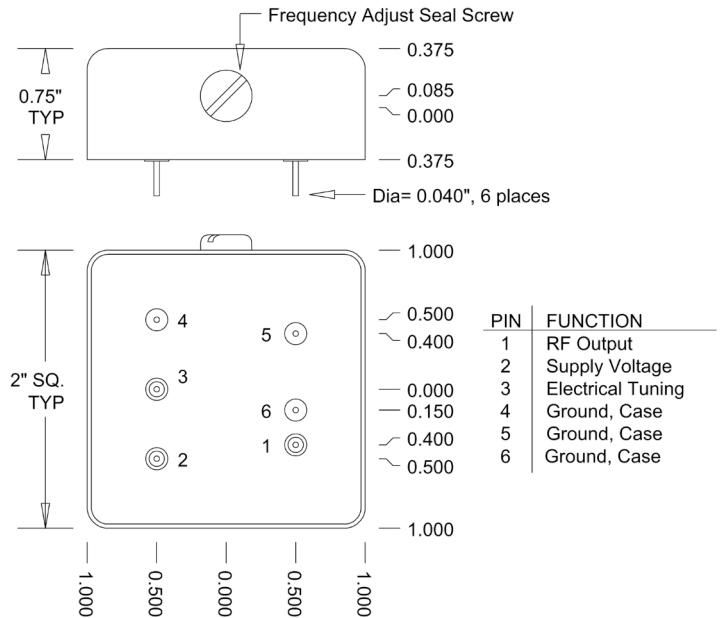 Frequency Adjust Seal Screw
0.375
0.75"
TYP
0.085
0.000
0.375
Dia= 0.040", 6 places
1.000
4
5
0.500
0.400
3
2" SQ.
TYP
0.000
6
0.150
1
0.400
2
0.500
1.000
PIN FUNCTION
1 RF Output
2 Supply Voltage
3 Electrical Tuning
4 Ground, Case
5 Ground, Case
6 Ground, Case
1.000
0.500
0.000
0.500
1.000